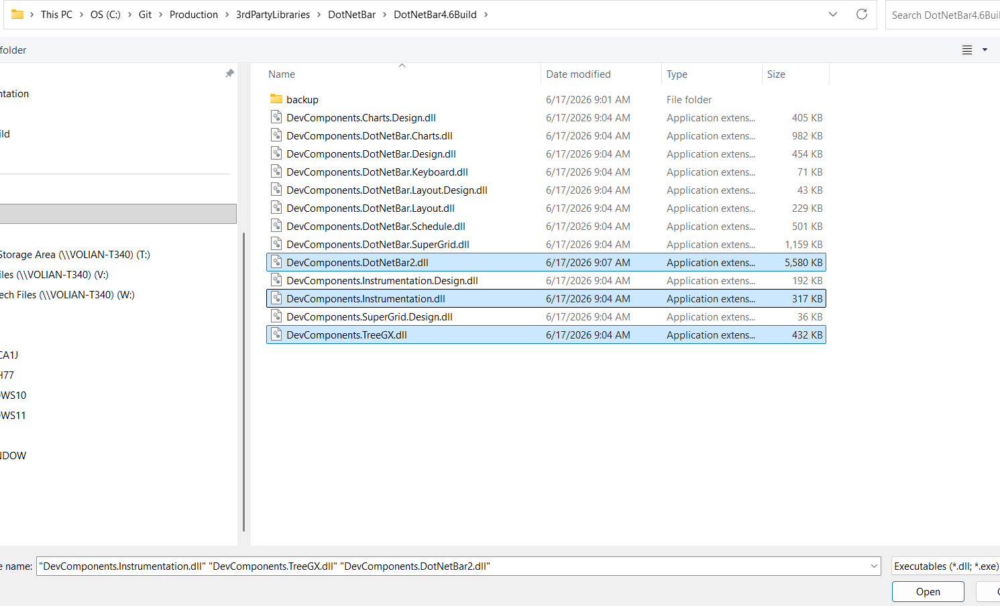 This PC > OS (C:) > Git > Production > 3rdPartyLibraries > DotNetBar > DotNetBar4.6Build >
Search DotNetBar4.6Buil
folder
Name Date modified Type Size
ntation
ild
Storage Area (\\VOLIAN-T340) (T:)
iles (\\VOLIAN-T340) (V:)
ech Files (\\VOLIAN-T340) (W:)
CA1J
H77
OWS10
OWS11
NDOW
backup 6/17/2026 9:01 AM File folder
DevComponents.Charts.Design.dll 6/17/2026 9:04 AM Application extens... 405 KB
DevComponents.DotNetBar.Charts.dll 6/17/2026 9:04 AM Application extens... 982 KB
DevComponents.DotNetBar.Design.dll 6/17/2026 9:04 AM Application extens... 454 KB
DevComponents.DotNetBar.Keyboard.dll 6/17/2026 9:04 AM Application extens... 71 KB
DevComponents.DotNetBar.Layout.Design.dll 6/17/2026 9:04 AM Application extens... 43 KB
DevComponents.DotNetBar.Layout.dll 6/17/2026 9:04 AM Application extens... 229 KB
DevComponents.DotNetBar.Schedule.dll 6/17/2026 9:04 AM Application extens... 501 KB
DevComponents.DotNetBar.SuperGrid.dll 6/17/2026 9:04 AM Application extens... 1,159 KB
DevComponents.DotNetBar2.dll 6/17/2026 9:07 AM Application extens... 5,580 KB
DevComponents.Instrumentation.Design.dll 6/17/2026 9:04 AM Application extens... 192 KB
DevComponents.Instrumentation.dll 6/17/2026 9:04 AM Application extens... 317 KB
DevComponents.SuperGrid.Design.dll 6/17/2026 9:04 AM Application extens... 36 KB
DevComponents.TreeGX.dll 6/17/2026 9:04 AM Application extens... 432 KB
e name: "DevComponents.Instrumentation.dll" "DevComponents.TreeGX.dll" "DevComponents.DotNetBar2.dll"
Executables (*.dll; *.exe)
Open